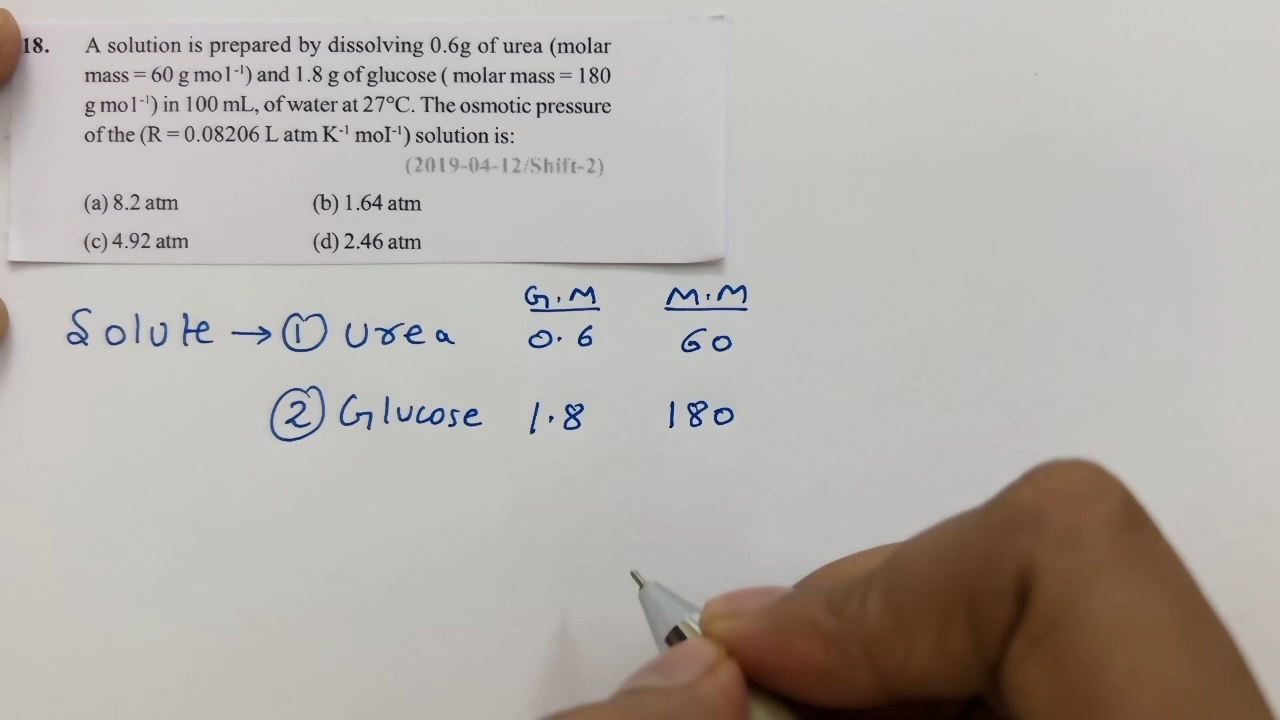 18. A solution is prepared by dissolving 0.6g of urea (molar
mass = 60 g mol⁻¹) and 1.8 g of glucose ( molar mass = 180
g mol⁻¹) in 100 mL, of water at 27°C. The osmotic pressure
of the (R = 0.08206 L atm K⁻¹ moI⁻¹) solution is:
(2019-04-12/Shift-2)
(a) 8.2 atm (b) 1.64 atm
(c) 4.92 atm (d) 2.46 atm
G.M M.M
Solute → ① Urea 0.6 60
② Glucose 1.8 180